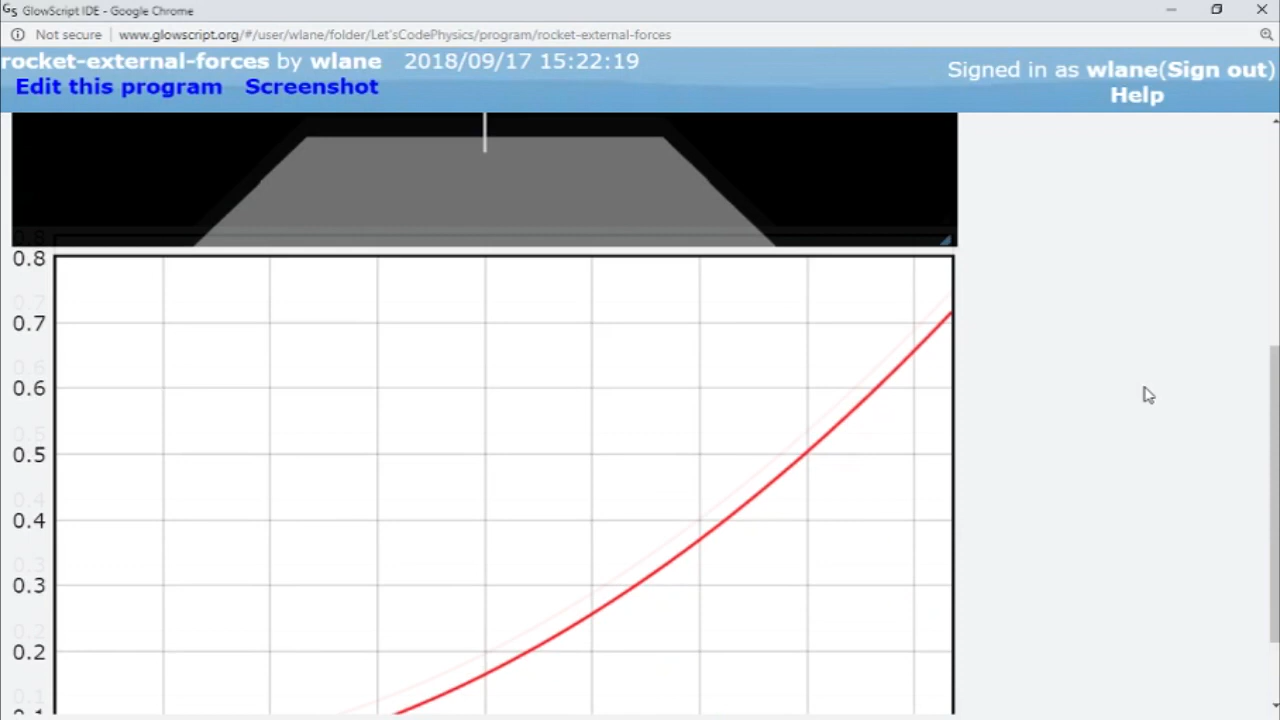 GS GlowScript IDE - Google Chrome
Not secure | www.glowscript.org/#/user/wlane/folder/Let'sCodePhysics/program/rocket-external-forces
rocket-external-forces by wlane 2018/09/17 15:22:19
Signed in as wlane(Sign out)
Edit this program Screenshot
Help
0.8
0.7
0.6
0.5
0.4
0.3
0.2